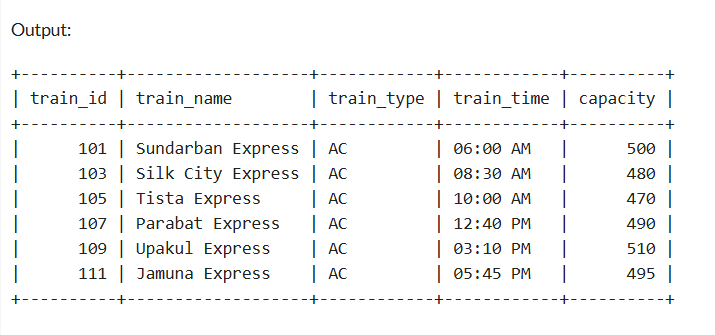 Output:
+----------+-------------------+------------+------------+----------+
| train_id | train_name        | train_type | train_time | capacity |
+----------+-------------------+------------+------------+----------+
|      101 | Sundarban Express | AC         | 06:00 AM   |      500 |
|      103 | Silk City Express | AC         | 08:30 AM   |      480 |
|      105 | Tista Express     | AC         | 10:00 AM   |      470 |
|      107 | Parabat Express   | AC         | 12:40 PM   |      490 |
|      109 | Upakul Express    | AC         | 03:10 PM   |      510 |
|      111 | Jamuna Express    | AC         | 05:45 PM   |      495 |
+----------+-------------------+------------+------------+----------+